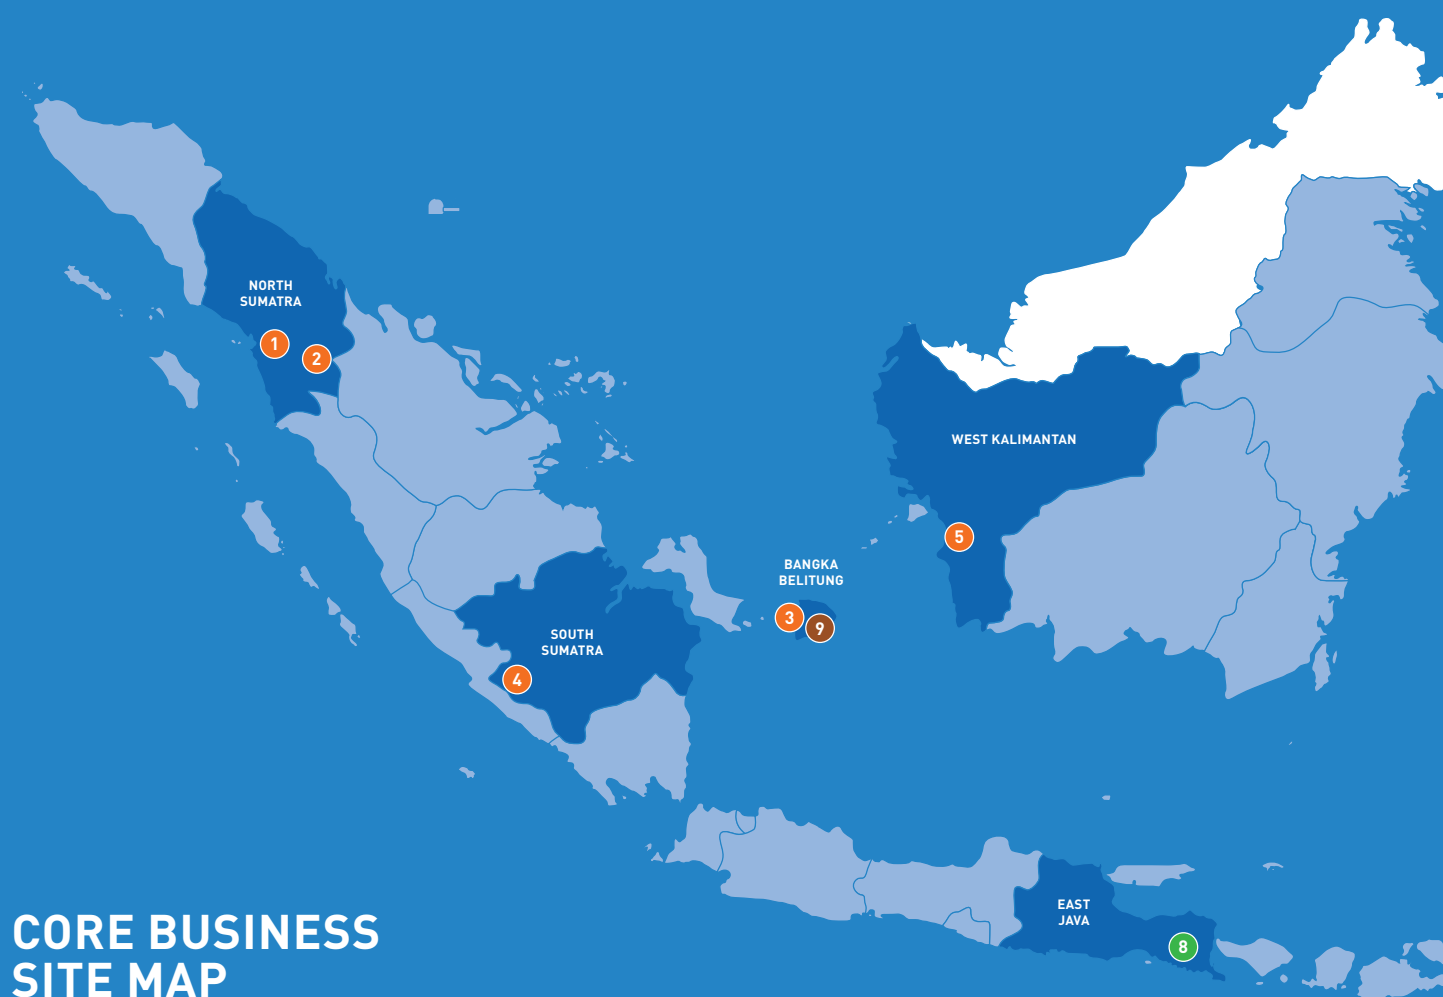 NORTH
SUMATRA
1
2
WEST KALIMANTAN
5
BANGKA
BELITUNG
3
9
SOUTH
SUMATRA
4
EAST
JAVA
8
CORE BUSINESS
SITE MAP